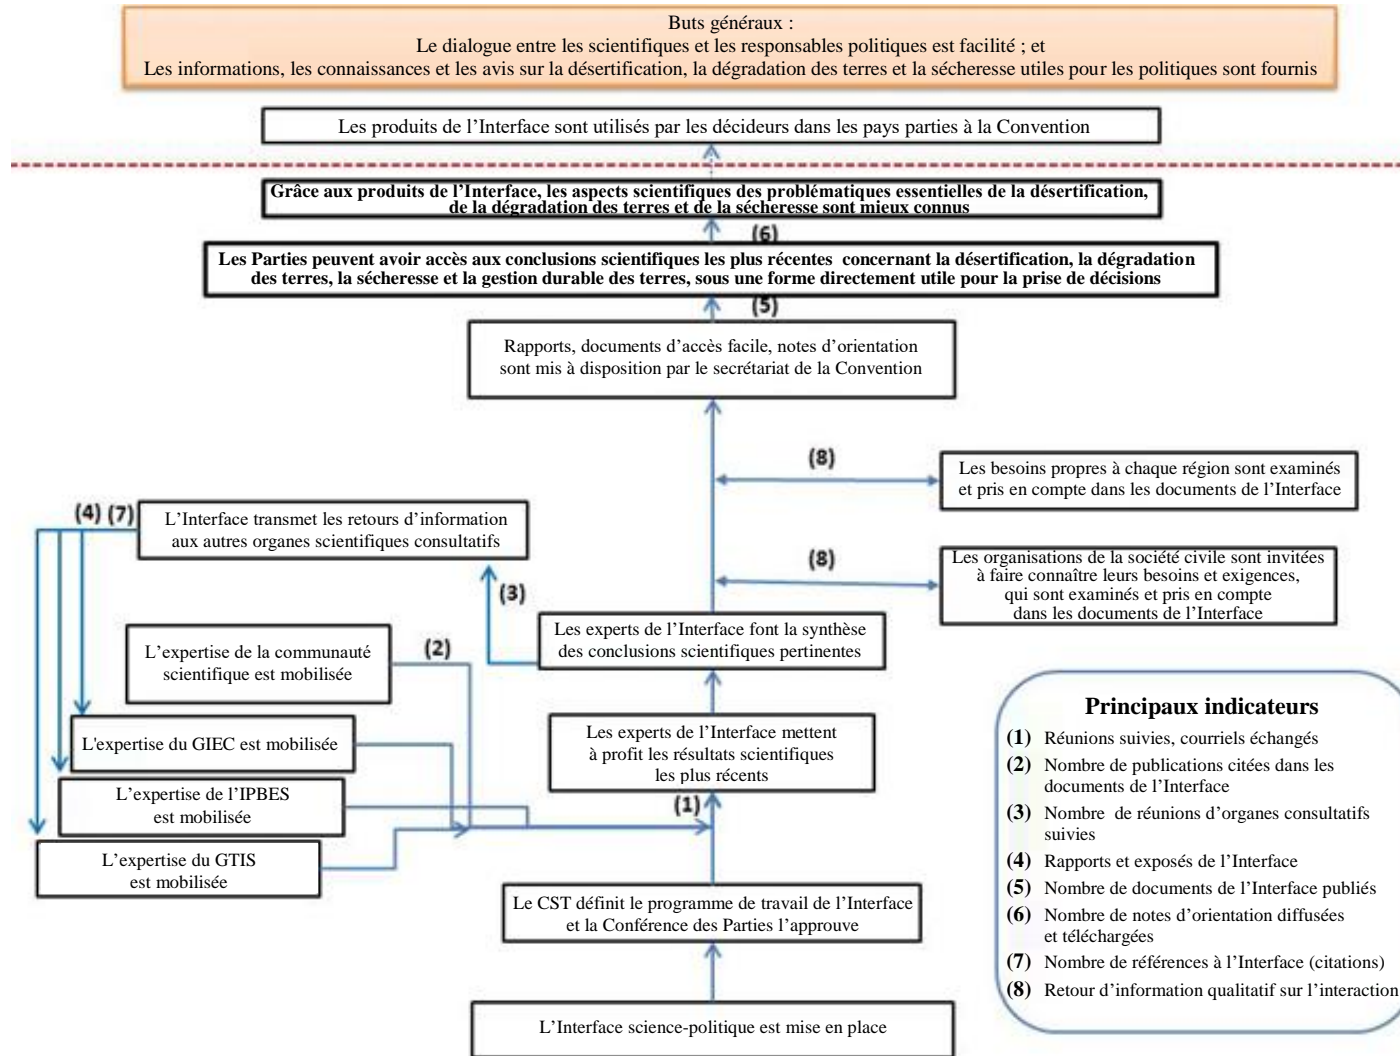 Buts généraux :
Le dialogue entre les scientifiques et les responsables politiques est facilité ; et
Les informations, les connaissances et les avis sur la désertification, la dégradation des terres et la sécheresse utiles pour les politiques sont fournis
Les produits de l’Interface sont utilisés par les décideurs dans les pays parties à la Convention
Grâce aux produits de l’Interface, les aspects scientifiques des problématiques essentielles de la désertification,
de la dégradation des terres et de la sécheresse sont mieux connus
(6)
Les Parties peuvent avoir accès aux conclusions scientifiques les plus récentes concernant la désertification, la dégradation
des terres, la sécheresse et la gestion durable des terres, sous une forme directement utile pour la prise de décisions
(5)
Rapports, documents d’accès facile, notes d’orientation
sont mis à disposition par le secrétariat de la Convention
(8)
Les besoins propres à chaque région sont examinés
et pris en compte dans les documents de l’Interface
(4) (7)
L’Interface transmet les retours d’information
aux autres organes scientifiques consultatifs
(8)
Les organisations de la société civile sont invitées
à faire connaître leurs besoins et exigences,
qui sont examinés et pris en compte
dans les documents de l’Interface
(3)
Les experts de l’Interface font la synthèse
des conclusions scientifiques pertinentes
L’expertise de la communauté
scientifique est mobilisée
(2)
L'expertise du GIEC est mobilisée
Les experts de l’Interface mettent
à profit les résultats scientifiques
les plus récents
L’expertise de l’IPBES
est mobilisée
(1)
L’expertise du GTIS
est mobilisée
Le CST définit le programme de travail de l’Interface
et la Conférence des Parties l’approuve
L’Interface science-politique est mise en place
Principaux indicateurs
(1) Réunions suivies, courriels échangés
(2) Nombre de publications citées dans les
documents de l’Interface
(3) Nombre de réunions d’organes consultatifs
suivies
(4) Rapports et exposés de l’Interface
(5) Nombre de documents de l’Interface publiés
(6) Nombre de notes d’orientation diffusées
et téléchargées
(7) Nombre de références à l’Interface (citations)
(8) Retour d’information qualitatif sur l’interaction